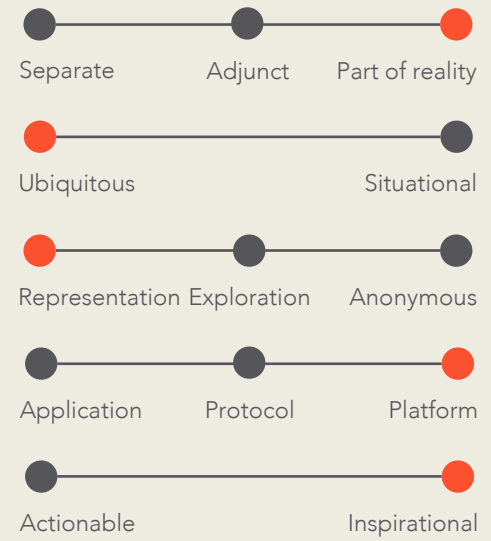 Separate Adjunct Part of reality
Ubiquitous Situational
Representation Exploration Anonymous
Application Protocol Platform
Actionable Inspirational